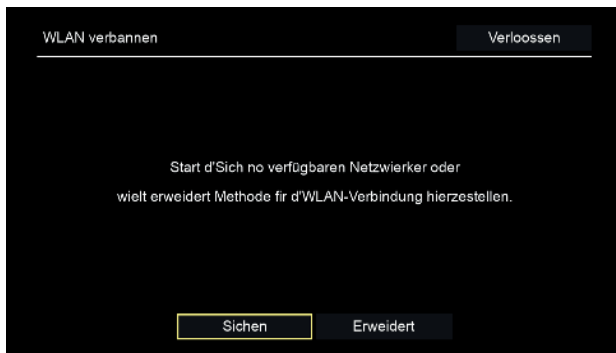 WLAN verbannen
Verloossen
Start d'Sich no verfügbaren Netzwierker oder
wielt erweidert Methode fir d'WLAN-Verbindung hierzestellen.
Sichen
Erweidert